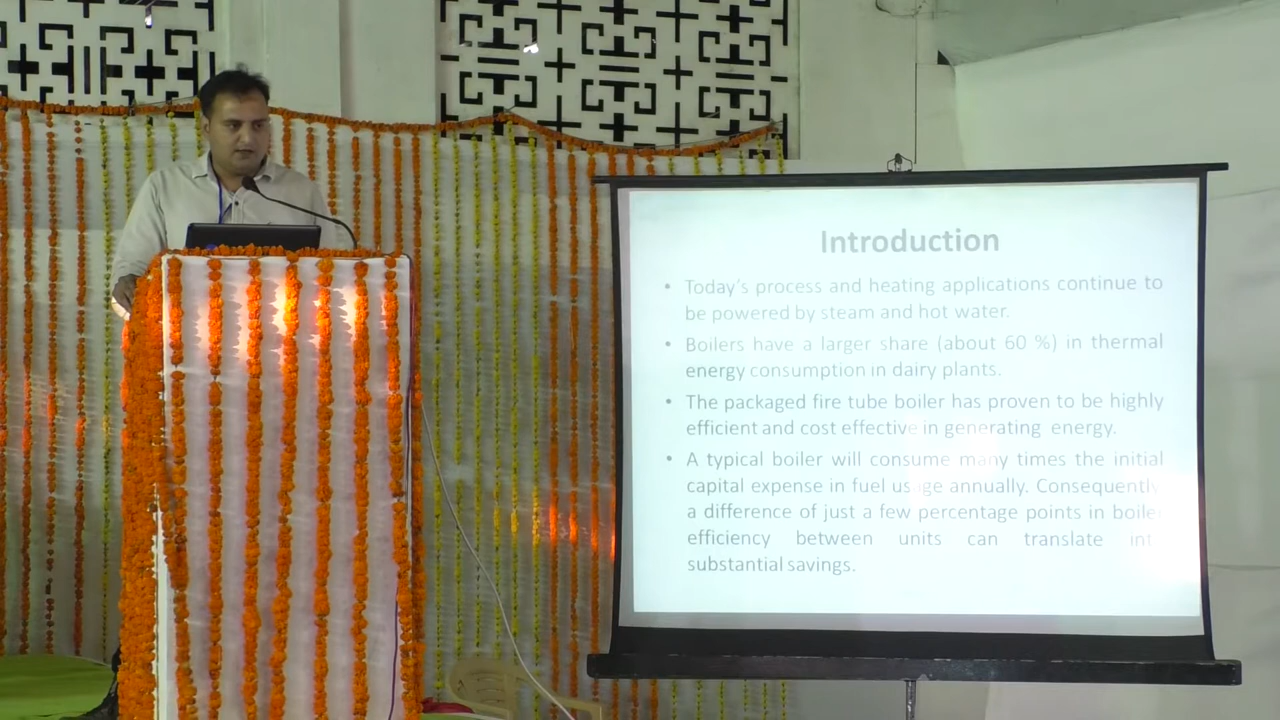 Introduction
• Today's process and heating applications continue to
be powered by steam and hot water.
• Boilers have a larger share (about 60 %) in thermal
energy consumption in dairy plants.
• The packaged fire tube boiler has proven to be highly
efficient and cost effective in generating energy.
• A typical boiler will consume many times the initial
capital expense in fuel usage annually. Consequently
a difference of just a few percentage points in boile
efficiency between units can translate int
substantial savings.